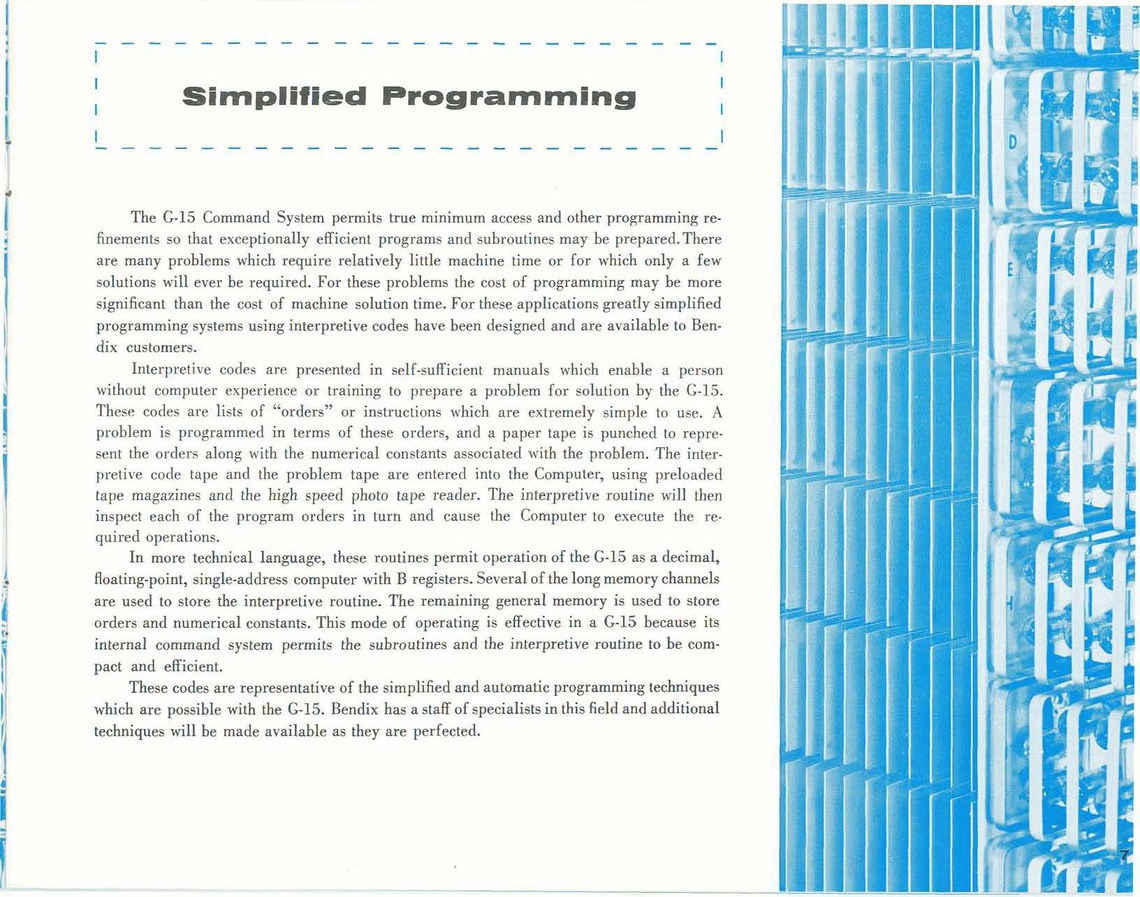 Simplified Programming
The G-15 Command System permits true minimum access and other programming re-
finements so that exceptionally efficient programs and subroutines may be prepared. There
are many problems which require relatively little machine time or for which only a few
solutions will ever be required. For these problems the cost of programming may be more
significant than the cost of machine solution time. For these applications greatly simplified
programming systems using interpretive codes have been designed and are available to Ben-
dix customers.
Interpretive codes are presented in self-sufficient manuals which enable a person
without computer experience or training to prepare a problem for solution by the G-15.
These codes are lists of “orders” or instructions which are extremely simple to use. A
problem is programmed in terms of these orders, and a paper tape is punched to repre-
sent the orders along with the numerical constants associated with the problem. The inter-
pretive code tape and the problem tape are entered into the Computer, using preloaded
tape magazines and the high speed photo tape reader. The interpretive routine will then
inspect each of the program orders in turn and cause the Computer to execute the re-
quired operations.
In more technical language, these routines permit operation of the G-15 as a decimal,
floating-point, single-address computer with B registers. Several of the long memory channels
are used to store the interpretive routine. The remaining general memory is used to store
orders and numerical constants. This mode of operating is effective in a G-15 because its
internal command system permits the subroutines and the interpretive routine to be com-
pact and efficient.
These codes are representative of the simplified and automatic programming techniques
which are possible with the G-15. Bendix has a staff of specialists in this field and additional
techniques will be made available as they are perfected.
D
E
H
7